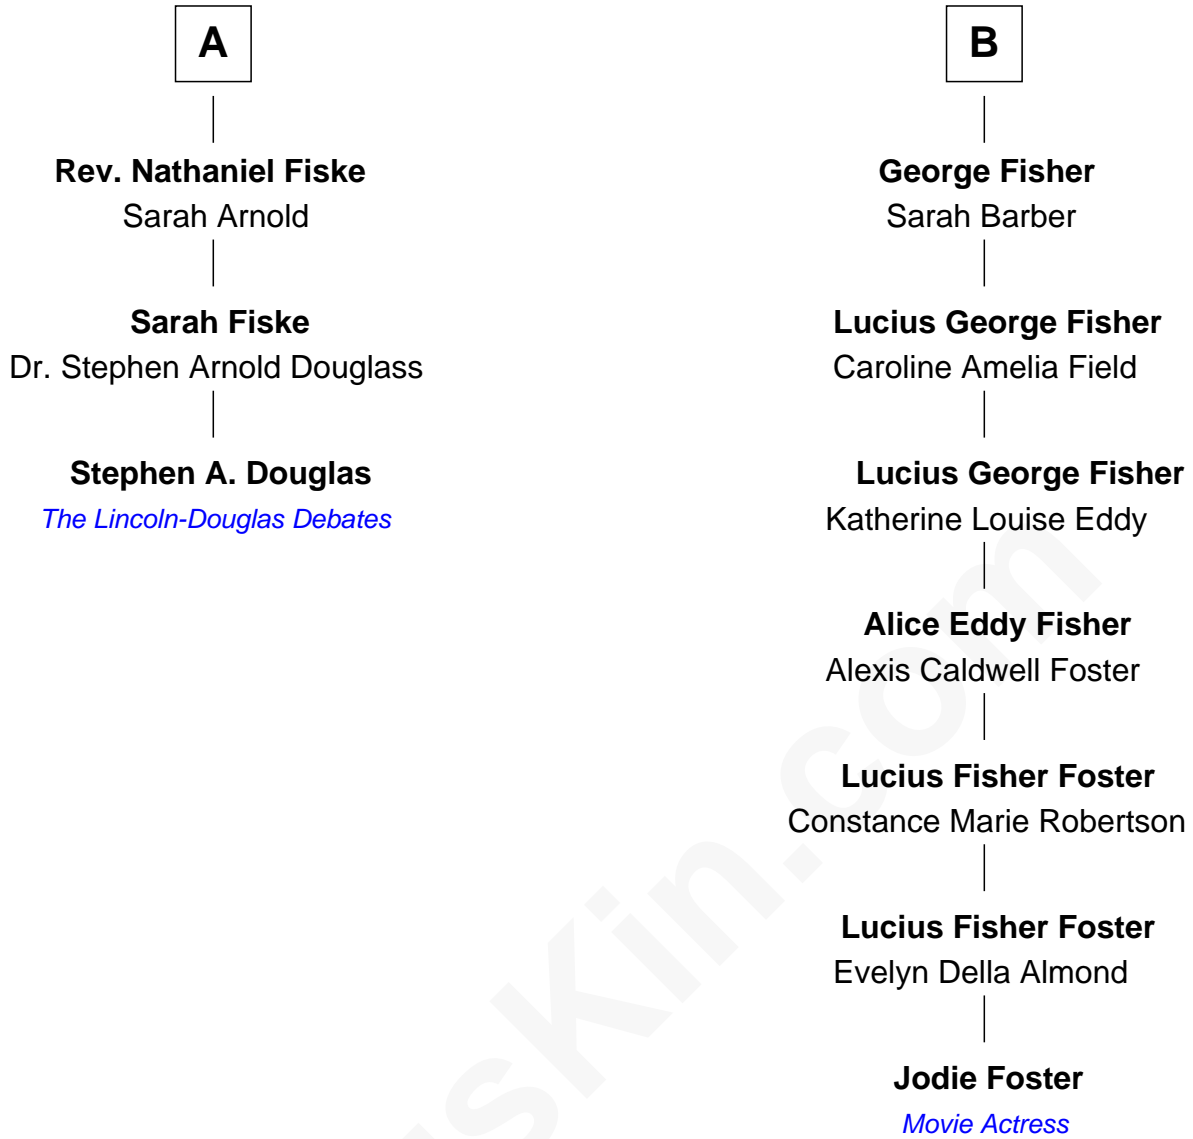 A
Rev. Nathaniel Fiske
Sarah Arnold
Sarah Fiske
Dr. Stephen Arnold Douglass
Stephen A. Douglas
The Lincoln-Douglas Debates
B
George Fisher
Sarah Barber
Lucius George Fisher
Caroline Amelia Field
Lucius George Fisher
Katherine Louise Eddy
Alice Eddy Fisher
Alexis Caldwell Foster
Lucius Fisher Foster
Constance Marie Robertson
Lucius Fisher Foster
Evelyn Della Almond
Jodie Foster
Movie Actress